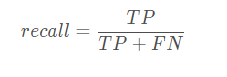 recall = TP / (TP + FN)